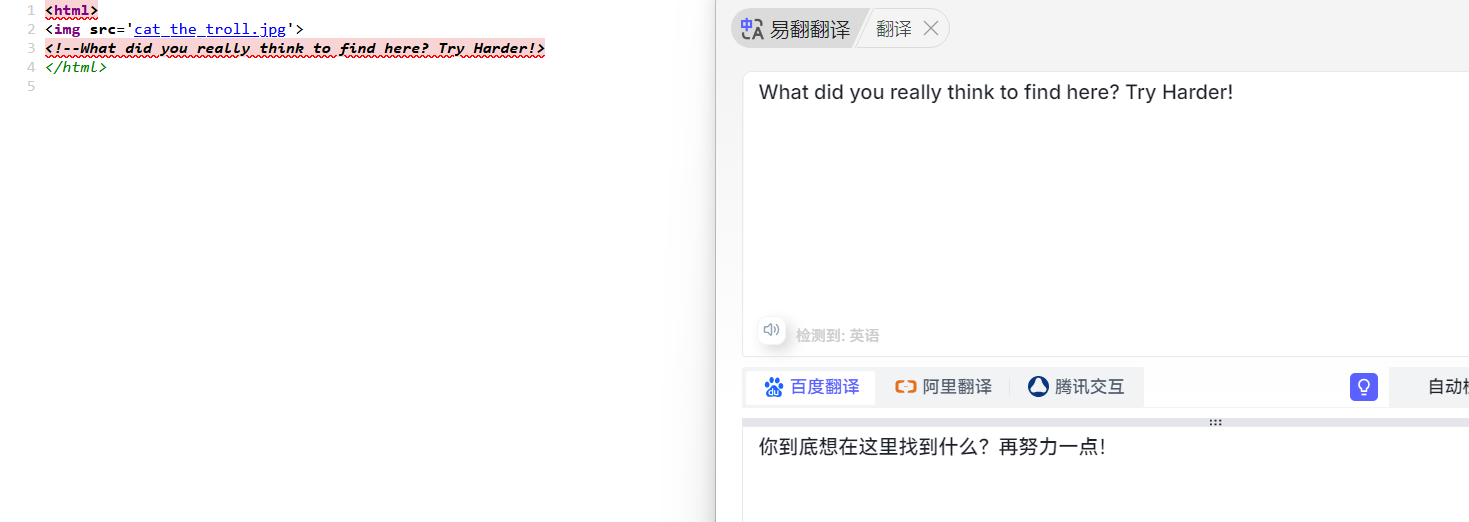 1 <html>
2 <img src='cat_the_troll.jpg'>
3 <!--What did you really think to find here? Try Harder!>
4 </html>
5
易翻翻译 翻译
What did you really think to find here? Try Harder!
检测到: 英语
百度翻译 阿里翻译 腾讯交互
你到底想在这里找到什么？再努力一点！